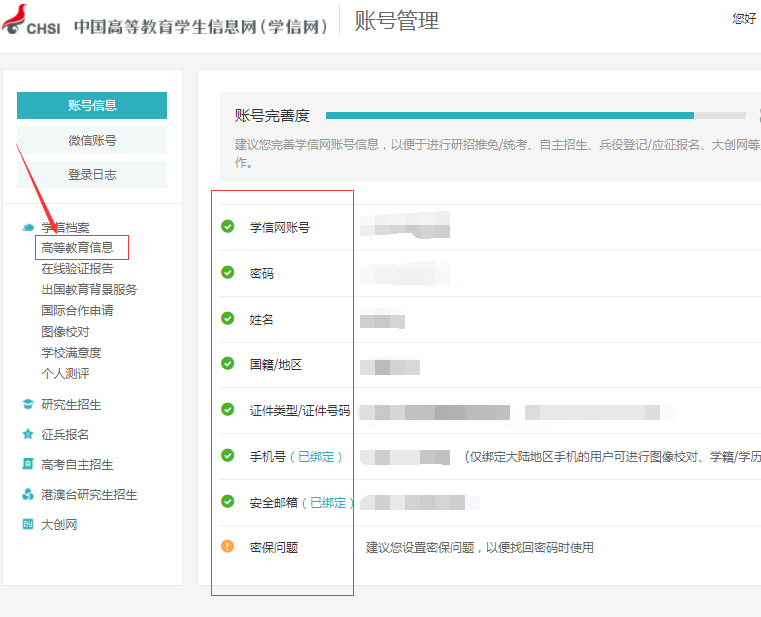 CHSI 中国高等教育学生信息网(学信网) 账号管理 您好
账号信息
微信账号
登录日志
学信档案
高等教育信息
在线验证报告
出国教育背景服务
国际合作申请
图像校对
学校满意度
个人测评
研究生招生
征兵报名
高考自主招生
港澳台研究生招生
大创网
账号完善度
建议您完善学信网账号信息，以便于进行研招推免/统考、自主招生、兵役登记/应征报名、大创网等
作。
学信网账号
密码
姓名
国籍/地区
证件类型/证件号码
手机号（已绑定） （仅绑定大陆地区手机的用户可进行图像校对、学籍/学历
安全邮箱（已绑定）
密保问题 建议您设置密保问题，以便找回密码时使用